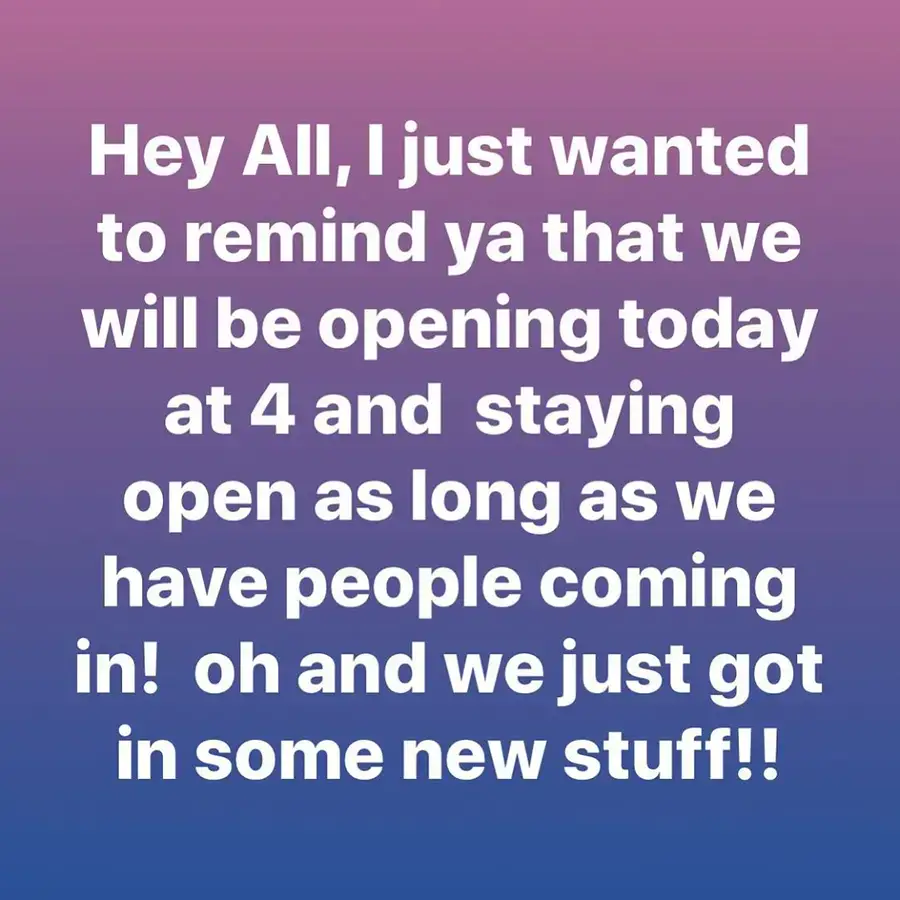 Hey All, I just wanted
to remind ya that we
will be opening today
at 4 and  staying
open as long as we
have people coming
in!  oh and we just got
in some new stuff!!